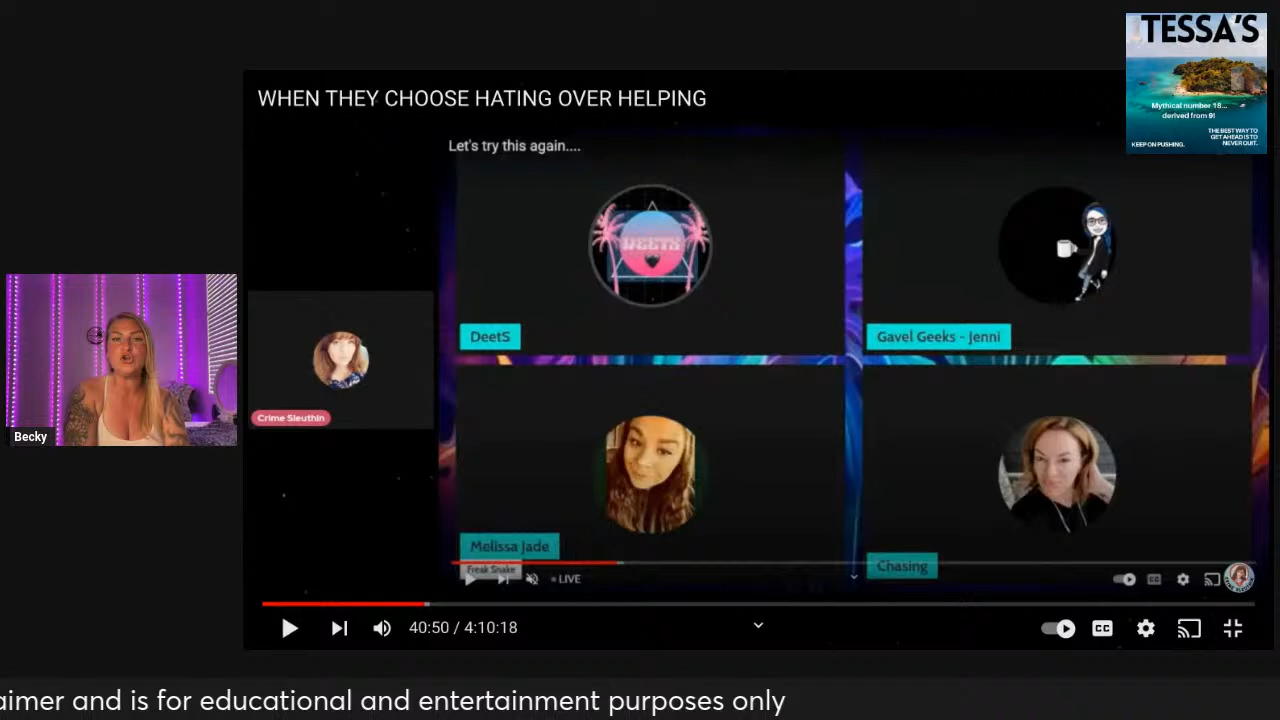 TESSA'S
WHEN THEY CHOOSE HATING OVER HELPING
Mythical number 18...
derived from 9!
THE BEST WAY TO
GET AHEAD IS TO
NEVER QUIT.
KEEP ON PUSHING.
Let's try this again....
DEETS
DeetS
Gavel Geeks - Jenni
Crime Sleuthin
Becky
Melissa Jade
Freak Snake
Chasing
LIVE
CC
40:50 / 4:10:18
CC
aimer and is for educational and entertainment purposes only